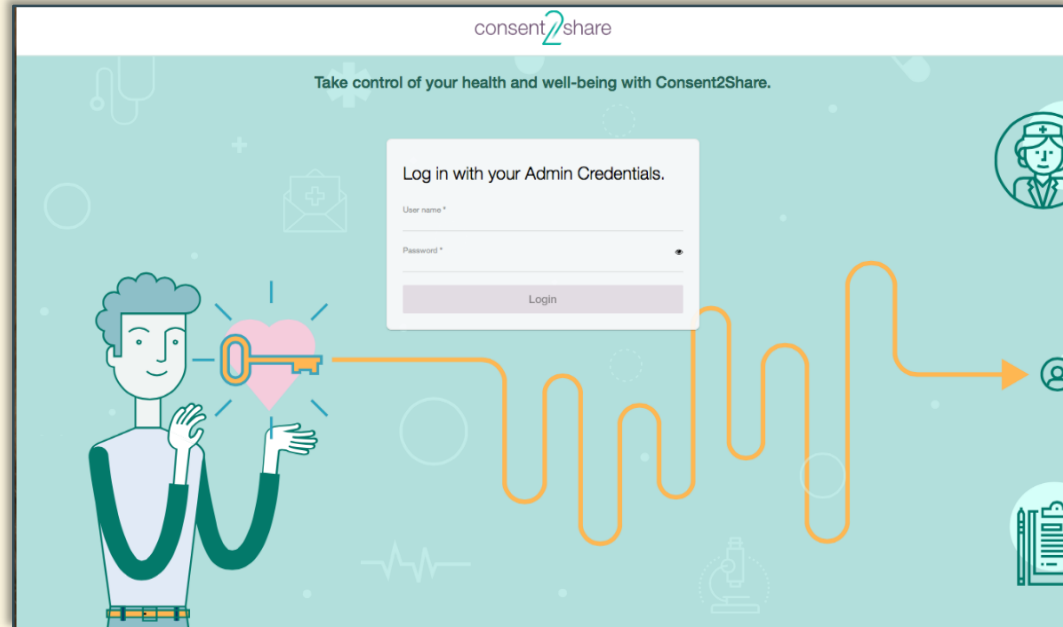 consent2share
Take control of your health and well-being with Consent2Share.
Log in with your Admin Credentials.
User name *
Password *
Login